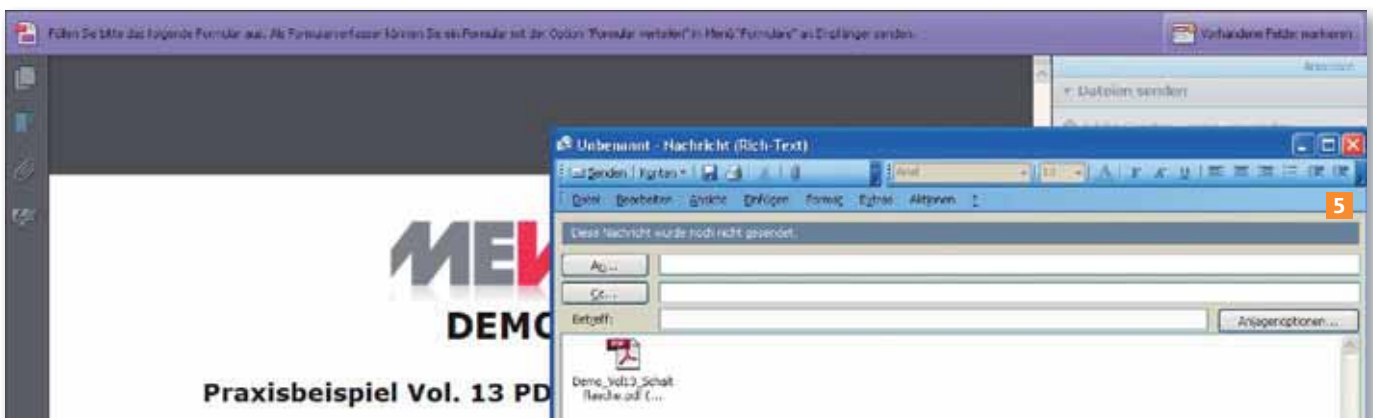 Füllen Sie bitte das folgende Formular aus. Als Formularverfasser können Sie ein Formular mit der Option "Formular verteilen" in Menü "Formulare" an Empfänger senden.
Vorhandene Felder markieren
Dateien senden
Unbenannt - Nachricht (Rich-Text)
Senden Konten
Arial 10 A F K U
Datei Bearbeiten Ansicht Einfügen Format Extras Aktionen ?
5
Diese Nachricht wurde noch nicht gesendet.
An...
Cc...
Betreff:
Anlagenoptionen...
MEV
DEMO
PDF
Demo_Vol13_Schalt
flaeche.pdf (...
Praxisbeispiel Vol. 13 PD